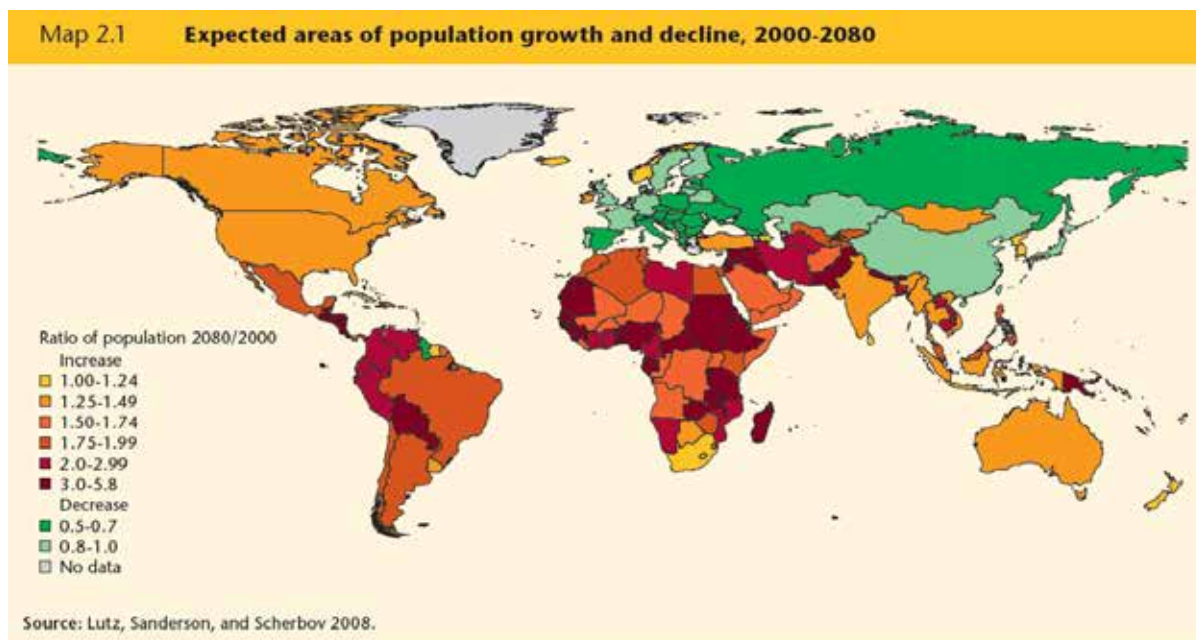 Map 2.1 Expected areas of population growth and decline, 2000-2080
Ratio of population 2080/2000
Increase
1.00-1.24
1.25-1.49
1.50-1.74
1.75-1.99
2.0-2.99
3.0-5.8
Decrease
0.5-0.7
0.8-1.0
No data
Source: Lutz, Sanderson, and Scherbov 2008.